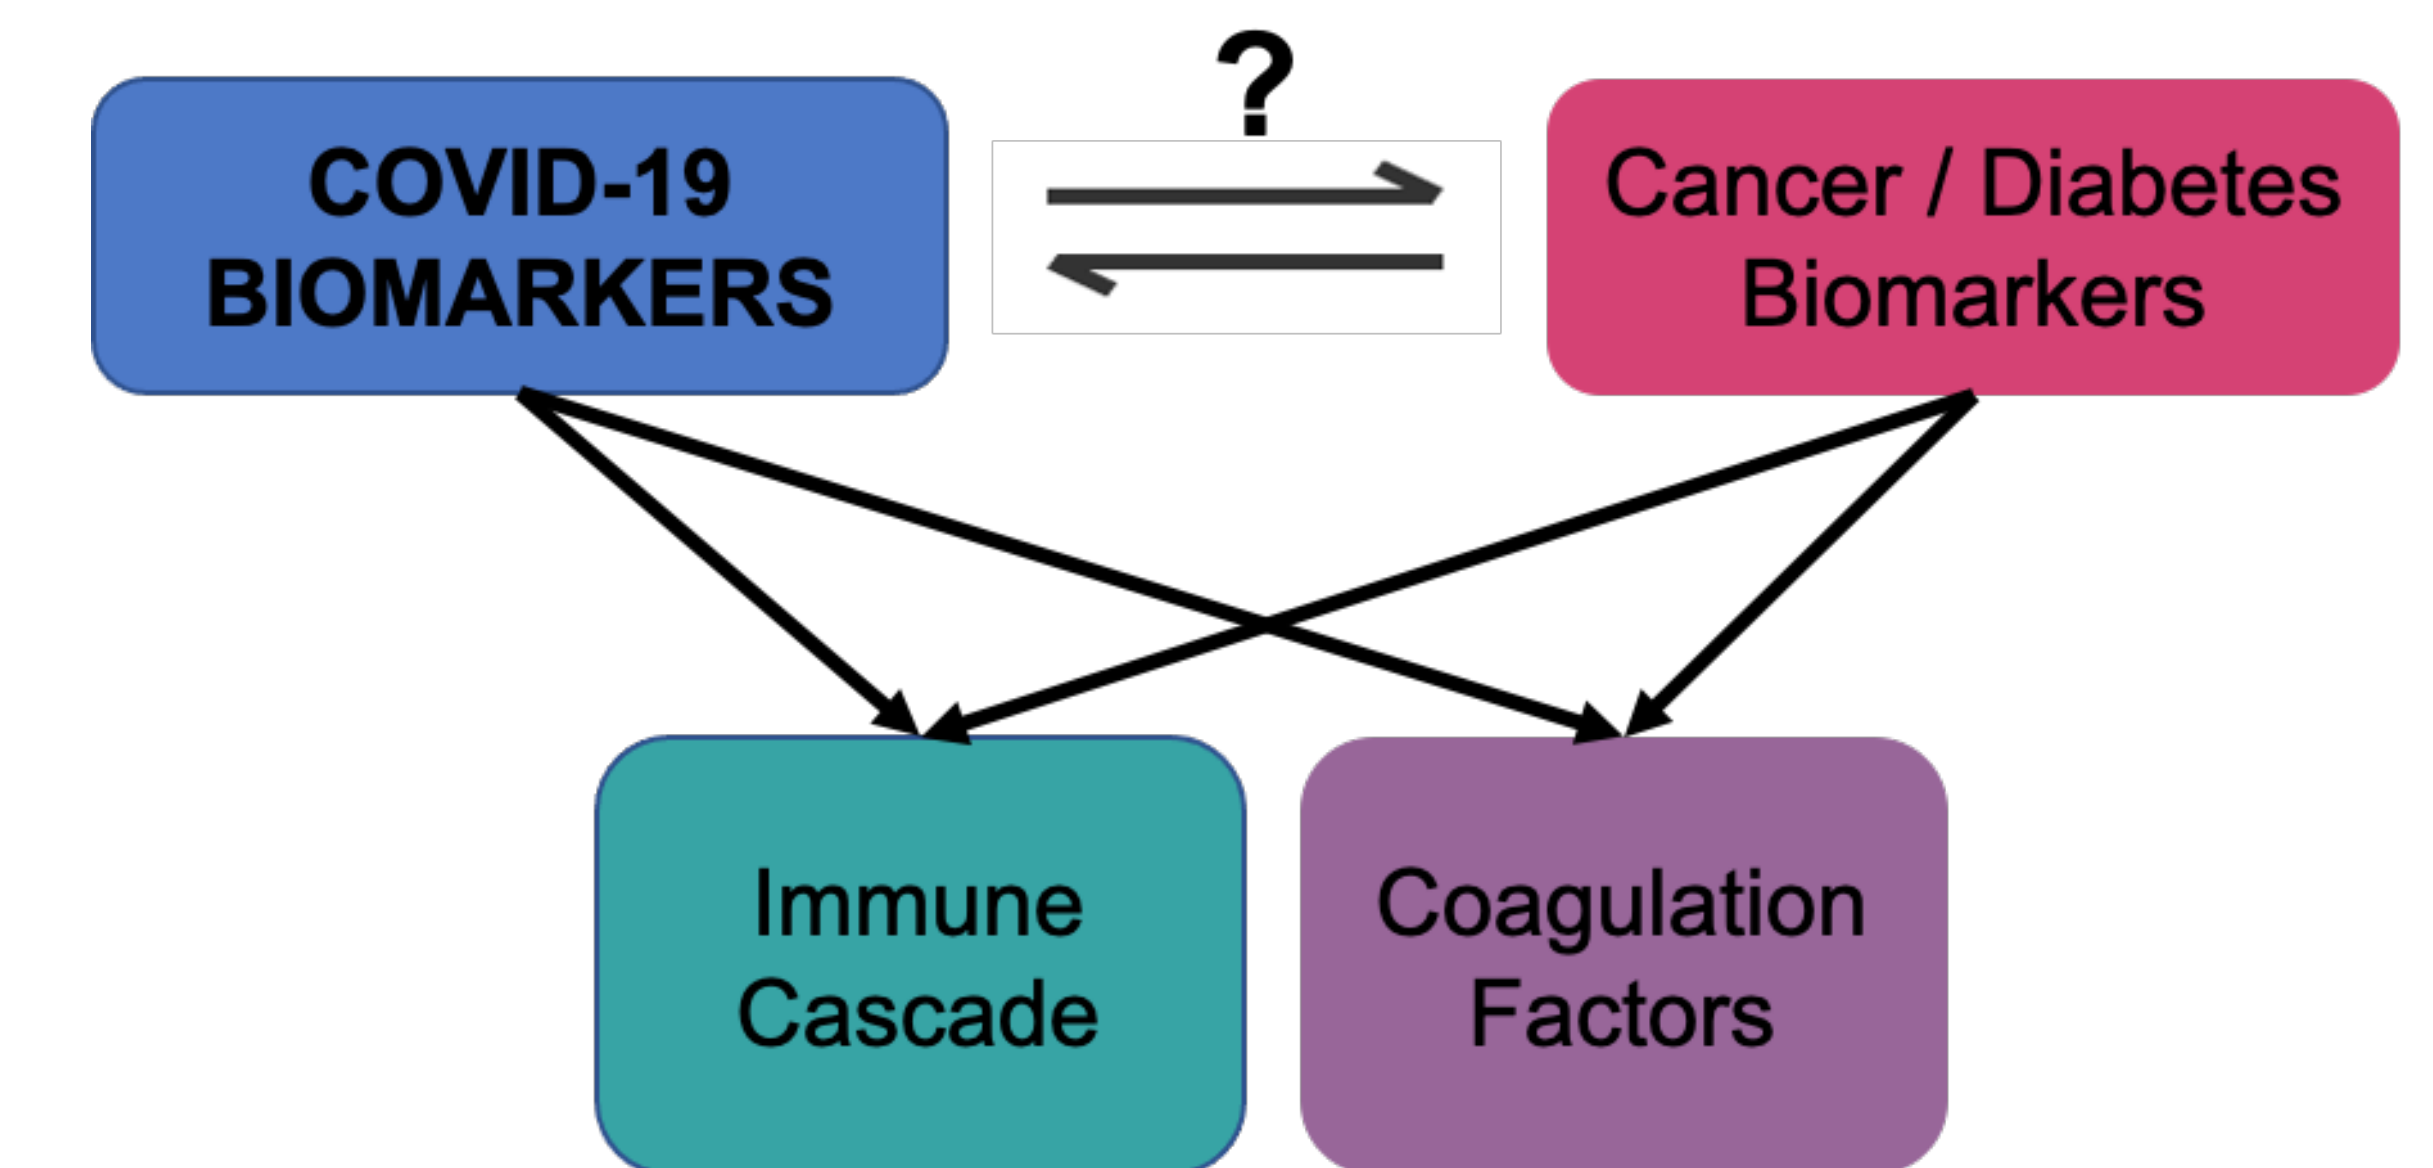 ?
COVID-19
BIOMARKERS
Cancer / Diabetes
Biomarkers
Immune
Cascade
Coagulation
Factors